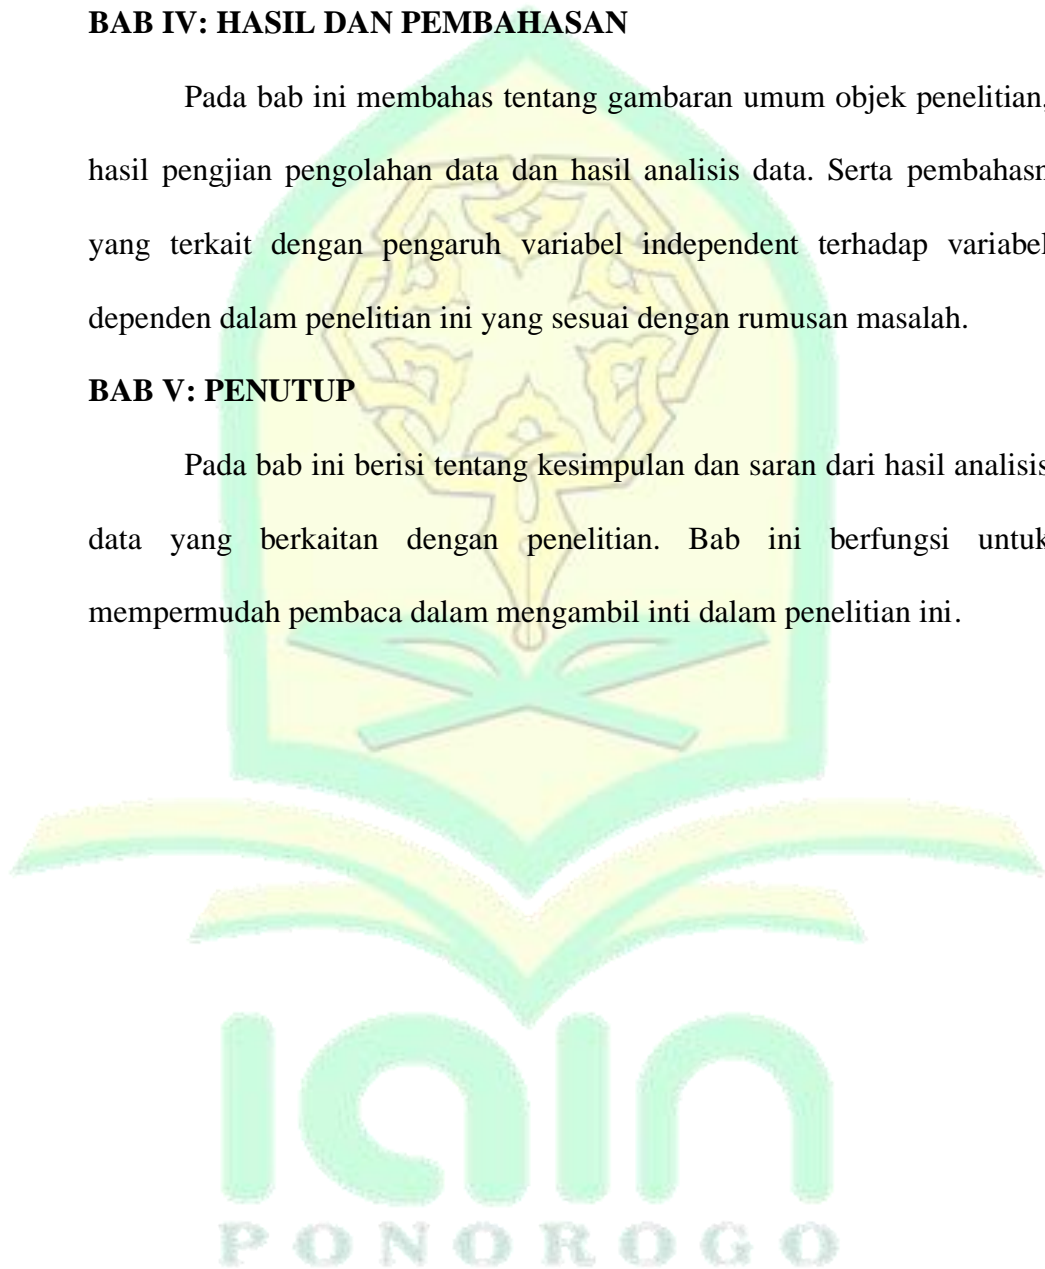 BAB IV: HASIL DAN PEMBAHASAN
Pada bab ini membahas tentang gambaran umum objek penelitian,
hasil pengjian pengolahan data dan hasil analisis data. Serta pembahasn
yang terkait dengan pengaruh variabel independent terhadap variabel
dependen dalam penelitian ini yang sesuai dengan rumusan masalah.
BAB V: PENUTUP
Pada bab ini berisi tentang kesimpulan dan saran dari hasil analisis
data yang berkaitan dengan penelitian. Bab ini berfungsi untuk
mempermudah pembaca dalam mengambil inti dalam penelitian ini.
iain
PONOROGO